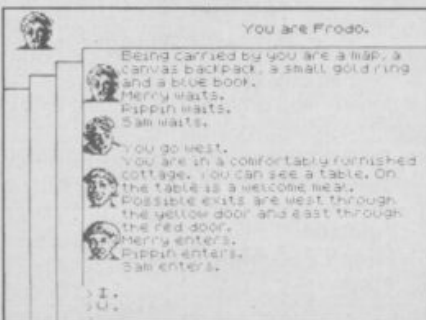 You are Frodo.
Being carried by you are a map, a
canvas backpack, a small gold ring
and a blue book.
Merry waits.
Pippin waits.
Sam waits.
You go west.
You are in a comfortably furnished
cottage. You can see a table. On
the table is a welcome meal.
Possible exits are west through
the yellow door and east through
the red door.
Merry enters.
Pippin enters.
Sam enters.
>I.
>W.